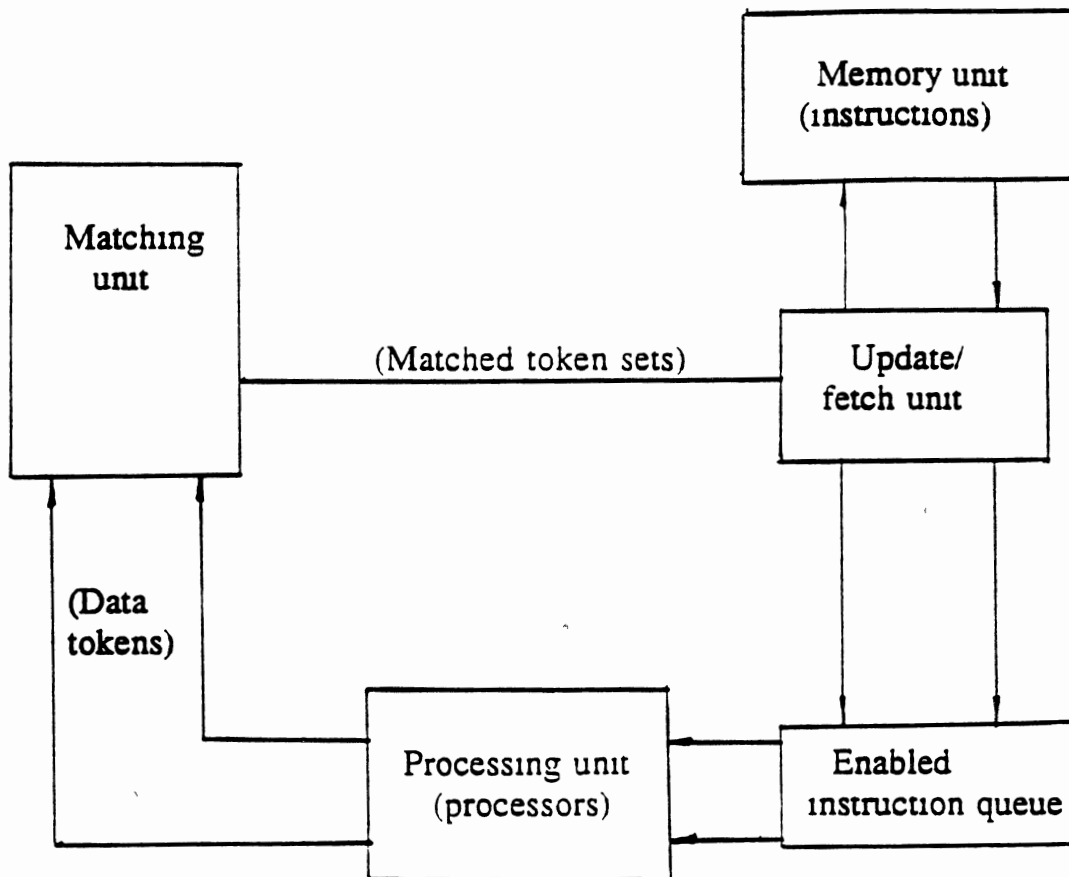 Memory unit
(instructions)
Matching
unit
(Matched token sets)
Update/
fetch unit
(Data
tokens)
Processing unit
(processors)
Enabled
instruction queue